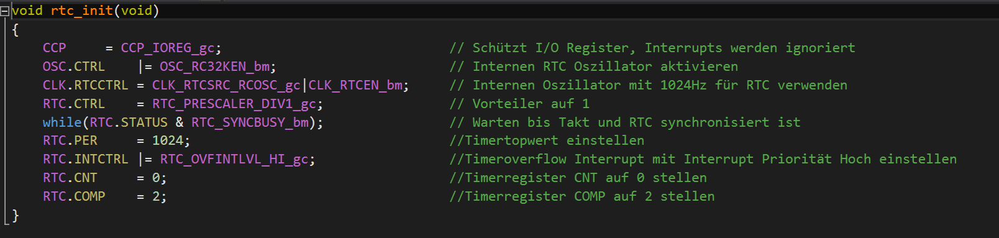 void rtc_init(void)
{
CCP = CCP_IOREG_gc; // Schützt I/O Register, Interrupts werden ignoriert
OSC.CTRL |= OSC_RC32KEN_bm; // Internen RTC Oszillator aktivieren
CLK.RTCCTRL = CLK_RTCSRC_RCOSC_gc|CLK_RTCEN_bm; // Internen Oszillator mit 1024Hz für RTC verwenden
RTC.CTRL = RTC_PRESCALER_DIV1_gc; // Vorteiler auf 1
while(RTC.STATUS & RTC_SYNCBUSY_bm); // Warten bis Takt und RTC synchronisiert ist
RTC.PER = 1024; //Timertopwert einstellen
RTC.INTCTRL |= RTC_OVFINTLVL_HI_gc; //Timeroverflow Interrupt mit Interrupt Priorität Hoch einstellen
RTC.CNT = 0; //Timerregister CNT auf 0 stellen
RTC.COMP = 2; //Timerregister COMP auf 2 stellen
}